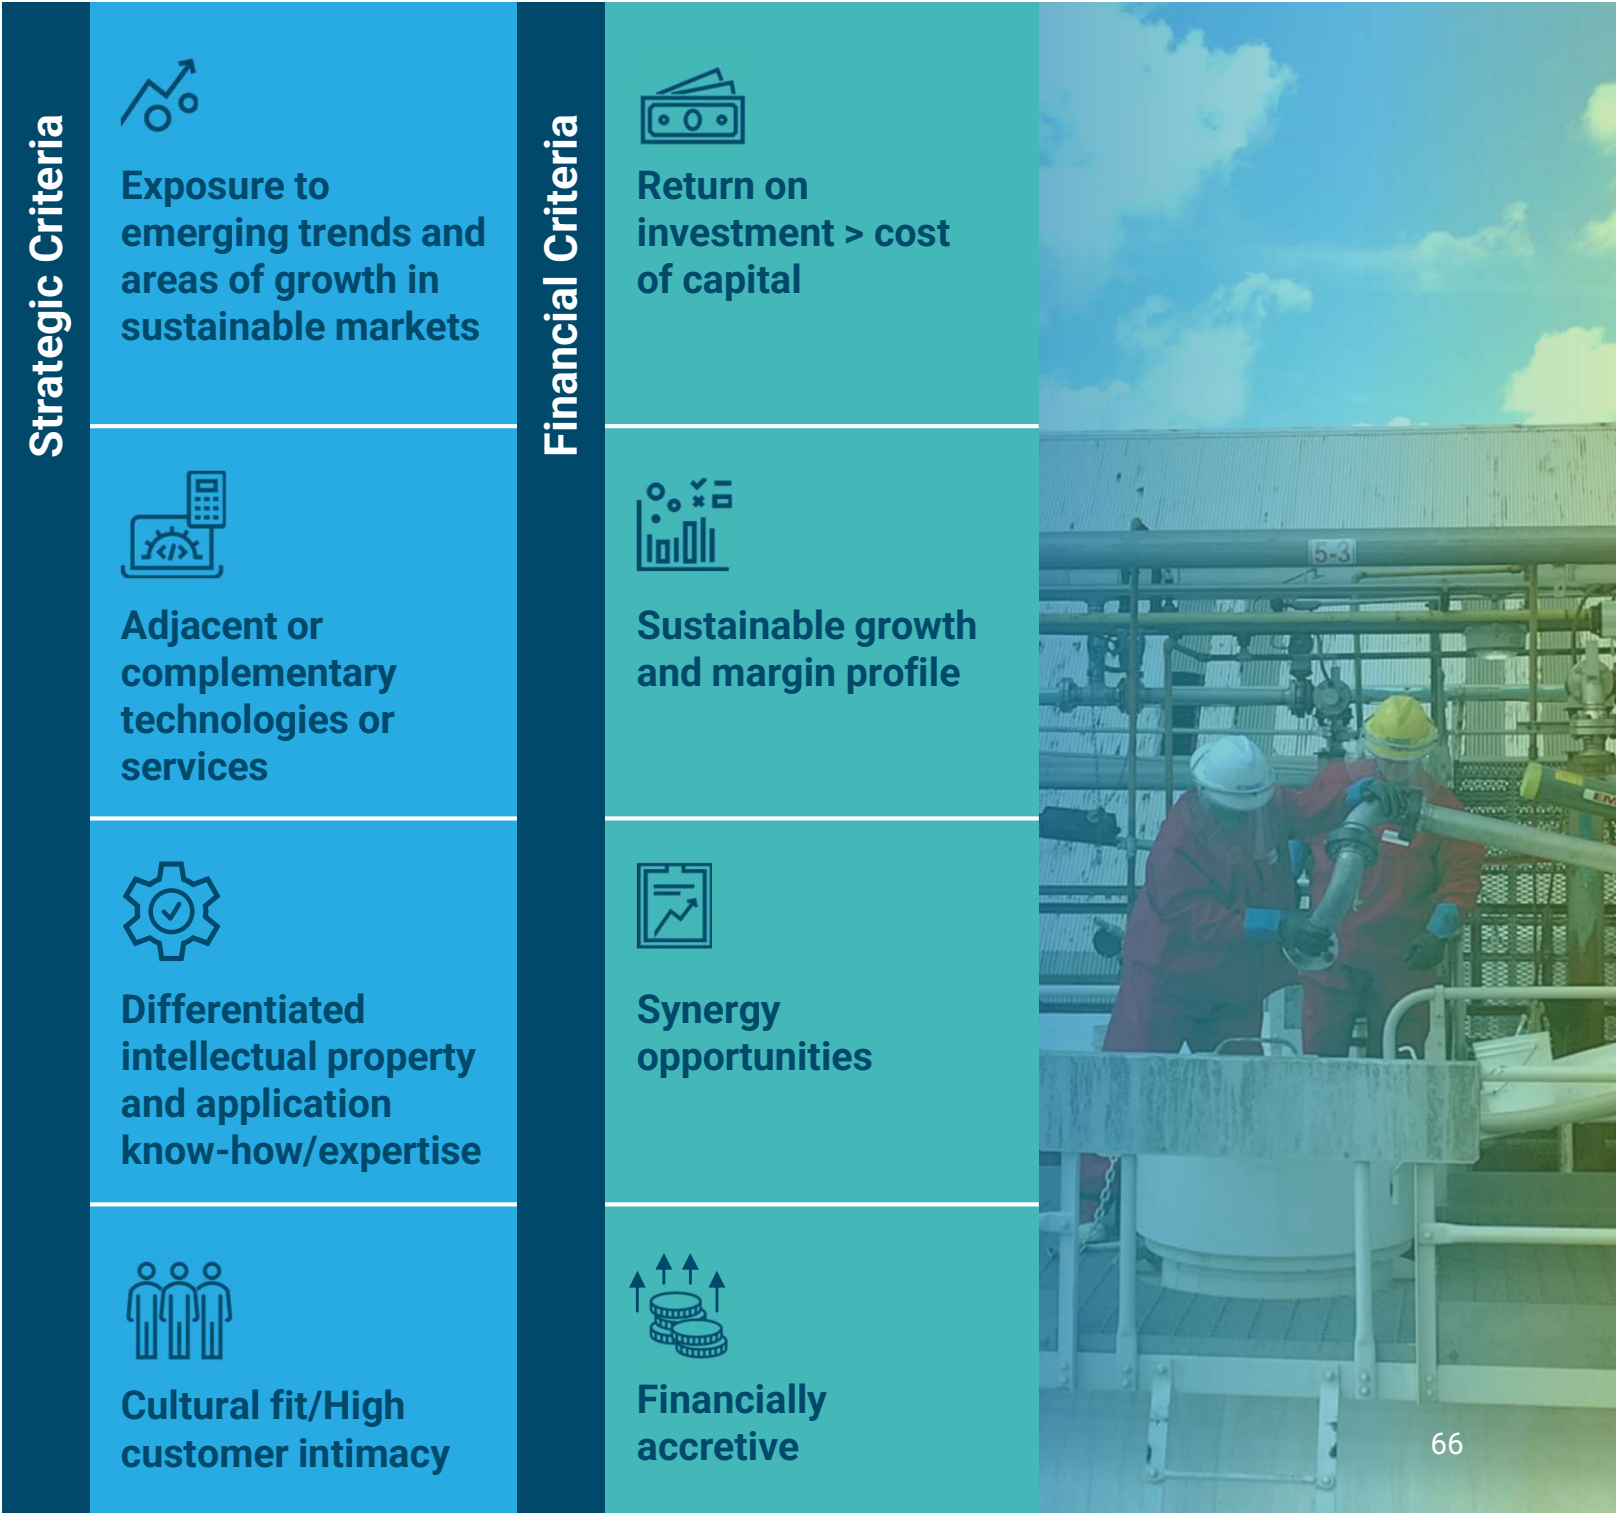 Strategic Criteria
Exposure to
emerging trends and
areas of growth in
sustainable markets
Adjacent or
complementary
technologies or
services
Differentiated
intellectual property
and application
know-how/expertise
Cultural fit/High
customer intimacy
Financial Criteria
Return on
investment > cost
of capital
Sustainable growth
and margin profile
Synergy
opportunities
Financially
accretive
5-3
66